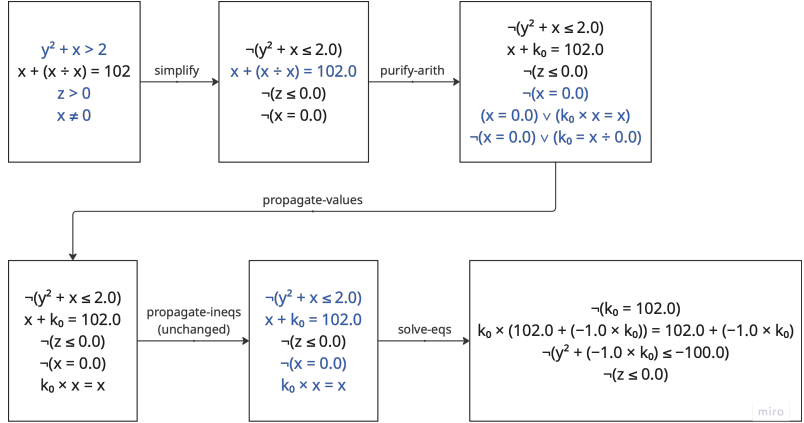 y² + x > 2
x + (x ÷ x) = 102
z > 0
x ≠ 0
simplify
¬(y² + x ≤ 2.0)
x + (x ÷ x) = 102.0
¬(z ≤ 0.0)
¬(x = 0.0)
purify-arith
¬(y² + x ≤ 2.0)
x + k₀ = 102.0
¬(z ≤ 0.0)
¬(x = 0.0)
(x = 0.0) ∨ (k₀ × x = x)
¬(x = 0.0) ∨ (k₀ = x ÷ 0.0)
propagate-values
¬(y² + x ≤ 2.0)
x + k₀ = 102.0
¬(z ≤ 0.0)
¬(x = 0.0)
k₀ × x = x
propagate-ineqs
(unchanged)
¬(y² + x ≤ 2.0)
x + k₀ = 102.0
¬(z ≤ 0.0)
¬(x = 0.0)
k₀ × x = x
solve-eqs
¬(k₀ = 102.0)
k₀ × (102.0 + (−1.0 × k₀)) = 102.0 + (−1.0 × k₀)
¬(y² + (−1.0 × k₀) ≤ −100.0)
¬(z ≤ 0.0)
miro